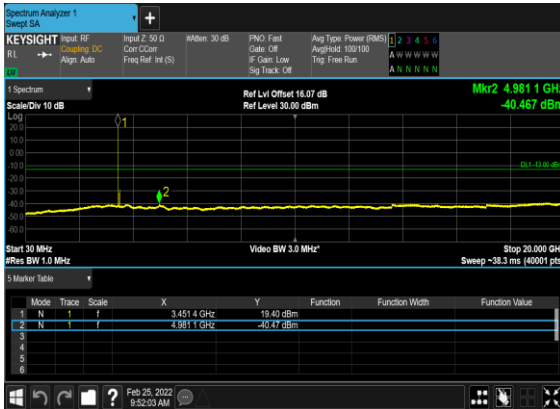 Spectrum Analyzer 1
Swept SA
KEYSIGHT
RL
Input: RF
Coupling: DC
Align: Auto
Input Z: 50 Ω
Corr CCorr
Freq Ref: Int (S)
#Atten: 30 dB
PNO: Fast
Gate: Off
IF Gain: Low
Sig Track: Off
Avg Type: Power (RMS)
Avg|Hold: 100/100
Trig: Free Run
1 2 3 4 5 6
A W W W W W
A N N N N N
1 Spectrum
Scale/Div 10 dB
Ref Lvl Offset 16.07 dB
Ref Level 30.00 dBm
Mkr2 4.981 1 GHz
-40.467 dBm
Log
20.0
10.0
0.00
-10.0
-20.0
-30.0
-40.0
-50.0
-60.0
1
2
DL1 -13.00 dBm
Start 30 MHz
#Res BW 1.0 MHz
Video BW 3.0 MHz*
Stop 20.000 GHz
Sweep ~38.3 ms (40001 pts)
5 Marker Table
Mode Trace Scale X Y Function Function Width Function Value
1 N 1 f 3.451 4 GHz 19.40 dBm
2 N 1 f 4.981 1 GHz -40.47 dBm
3
4
5
6
?
Feb 25, 2022
9:52:03 AM